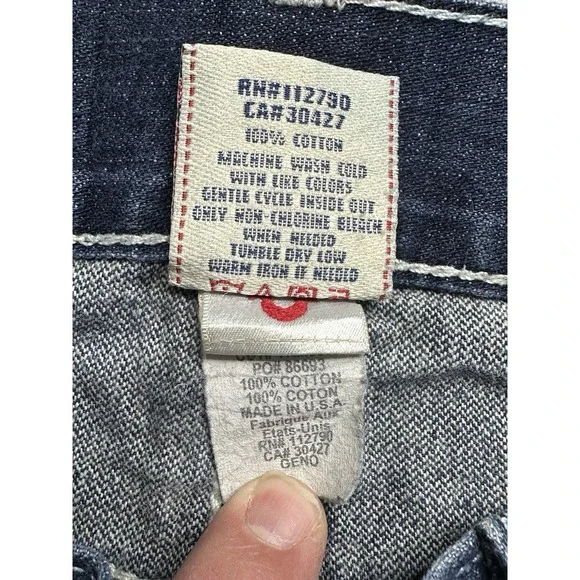 RN#112790
CA#30427
100% COTTON
MACHINE WASH COLD
WITH LIKE COLORS
GENTLE CYCLE INSIDE OUT
ONLY NON-CHLORINE BLEACH
WHEN NEEDED
TUMBLE DRY LOW
WARM IRON IF NEEDED
PO# 86693
100% COTTON
100% COTON
MADE IN U.S.A.
Fabrique Aux
Etats-Unis
RN# 112790
CA# 30427
GENO